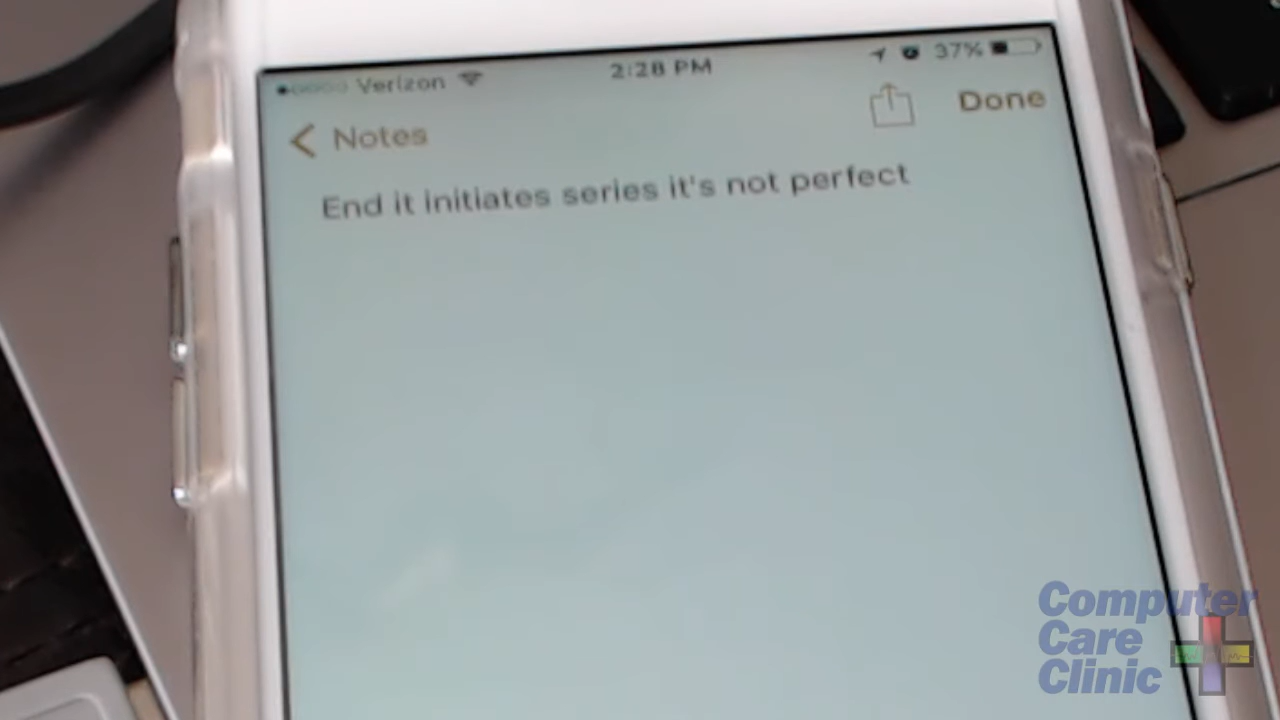 Verizon 2:28 PM 37%
Notes Done
End it initiates series it's not perfect
Computer
Care
Clinic